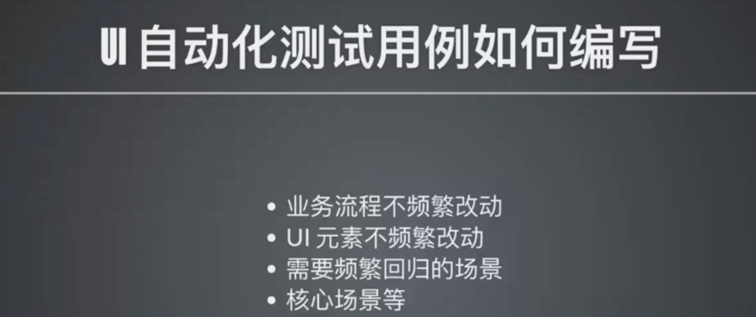 UI 自动化测试用例如何编写
• 业务流程不频繁改动
• UI 元素不频繁改动
• 需要频繁回归的场景
• 核心场景等